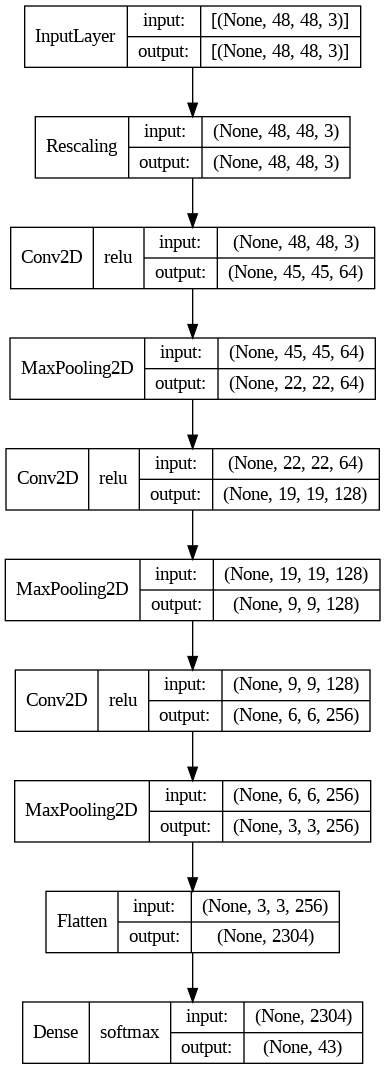 InputLayer input: [(None, 48, 48, 3)]
output: [(None, 48, 48, 3)]
Rescaling input: (None, 48, 48, 3)
output: (None, 48, 48, 3)
Conv2D relu input: (None, 48, 48, 3)
output: (None, 45, 45, 64)
MaxPooling2D input: (None, 45, 45, 64)
output: (None, 22, 22, 64)
Conv2D relu input: (None, 22, 22, 64)
output: (None, 19, 19, 128)
MaxPooling2D input: (None, 19, 19, 128)
output: (None, 9, 9, 128)
Conv2D relu input: (None, 9, 9, 128)
output: (None, 6, 6, 256)
MaxPooling2D input: (None, 6, 6, 256)
output: (None, 3, 3, 256)
Flatten input: (None, 3, 3, 256)
output: (None, 2304)
Dense softmax input: (None, 2304)
output: (None, 43)